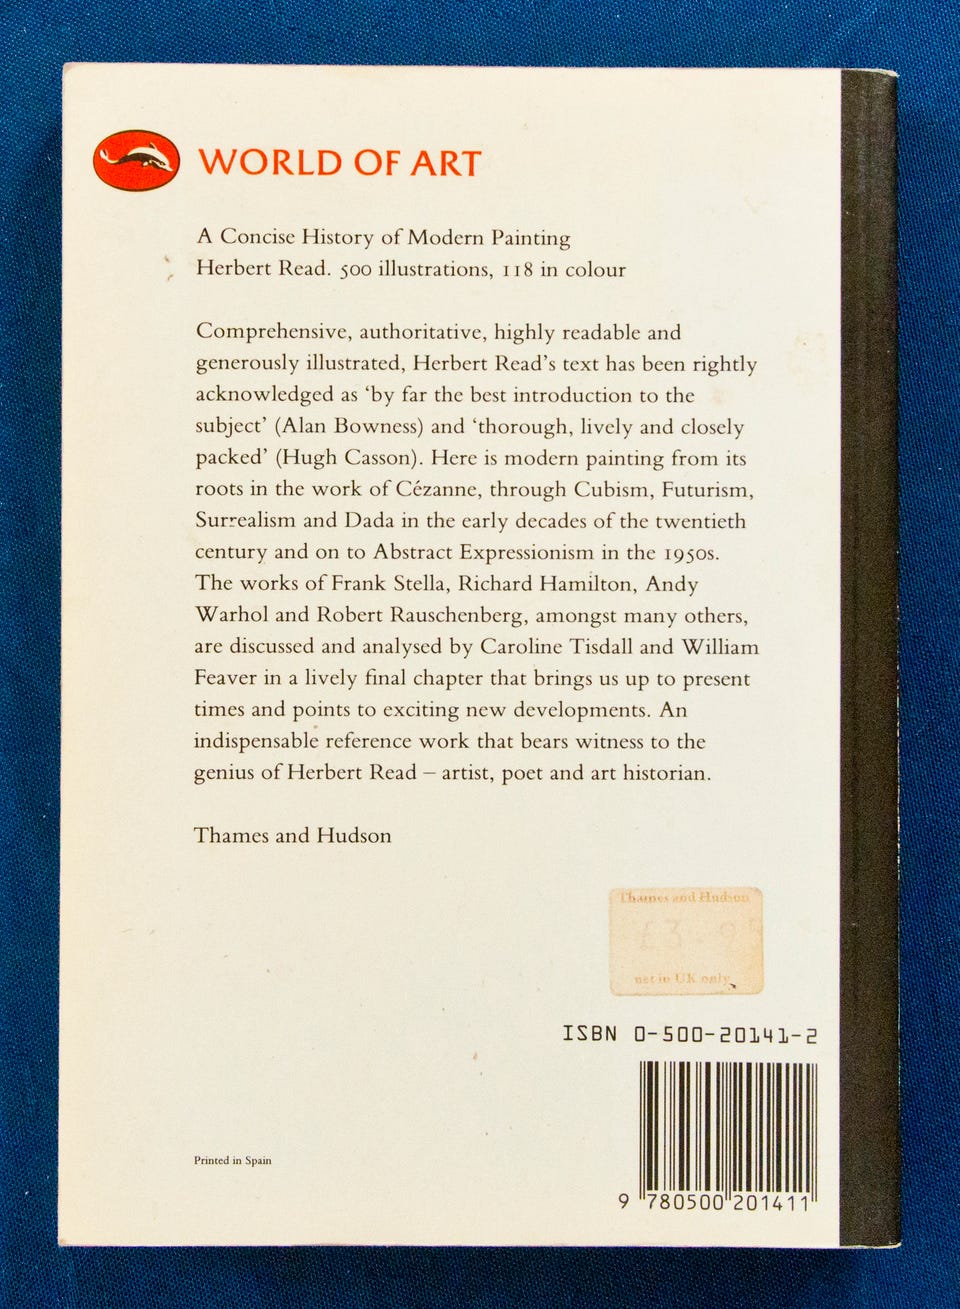 WORLD OF ART
A Concise History of Modern Painting
Herbert Read. 500 illustrations, 118 in colour
Comprehensive, authoritative, highly readable and
generously illustrated, Herbert Read's text has been rightly
acknowledged as ‘by far the best introduction to the
subject’ (Alan Bowness) and ‘thorough, lively and closely
packed’ (Hugh Casson). Here is modern painting from its
roots in the work of Cézanne, through Cubism, Futurism,
Surrealism and Dada in the early decades of the twentieth
century and on to Abstract Expressionism in the 1950s.
The works of Frank Stella, Richard Hamilton, Andy
Warhol and Robert Rauschenberg, amongst many others,
are discussed and analysed by Caroline Tisdall and William
Feaver in a lively final chapter that brings us up to present
times and points to exciting new developments. An
indispensable reference work that bears witness to the
genius of Herbert Read – artist, poet and art historian.
Thames and Hudson
Thames and Hudson
£3.95
net in UK only
ISBN 0-500-20141-2
9 780500 201411
Printed in Spain